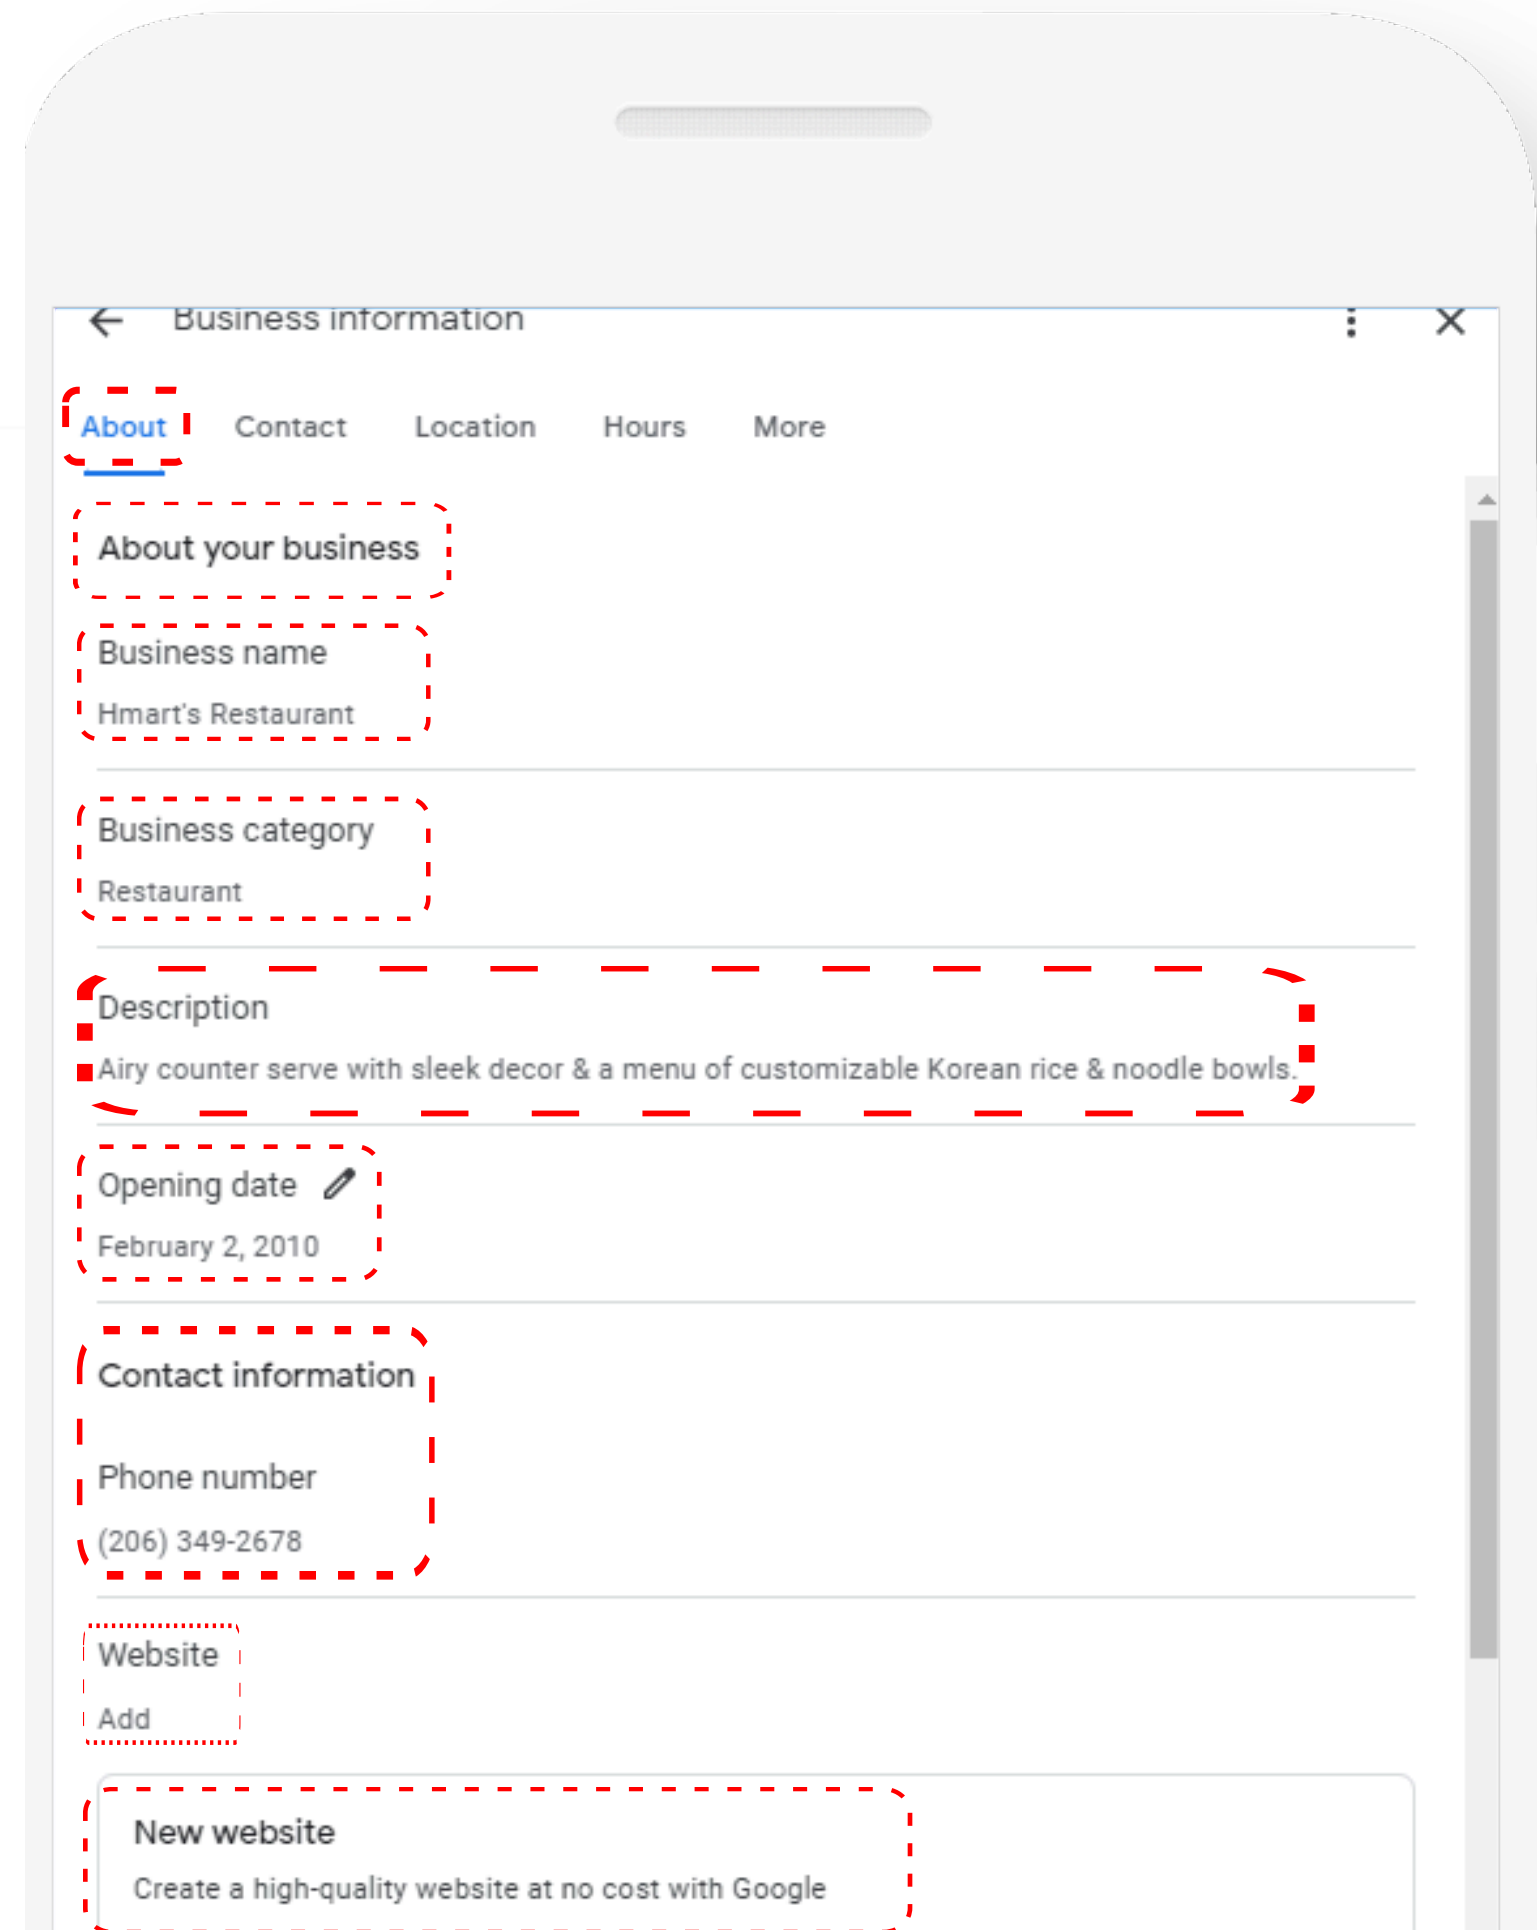 Business information
About Contact Location Hours More
About your business
Business name
Hmart's Restaurant
Business category
Restaurant
Description
Airy counter serve with sleek decor & a menu of customizable Korean rice & noodle bowls.
Opening date
February 2, 2010
Contact information
Phone number
(206) 349-2678
Website
Add
New website
Create a high-quality website at no cost with Google